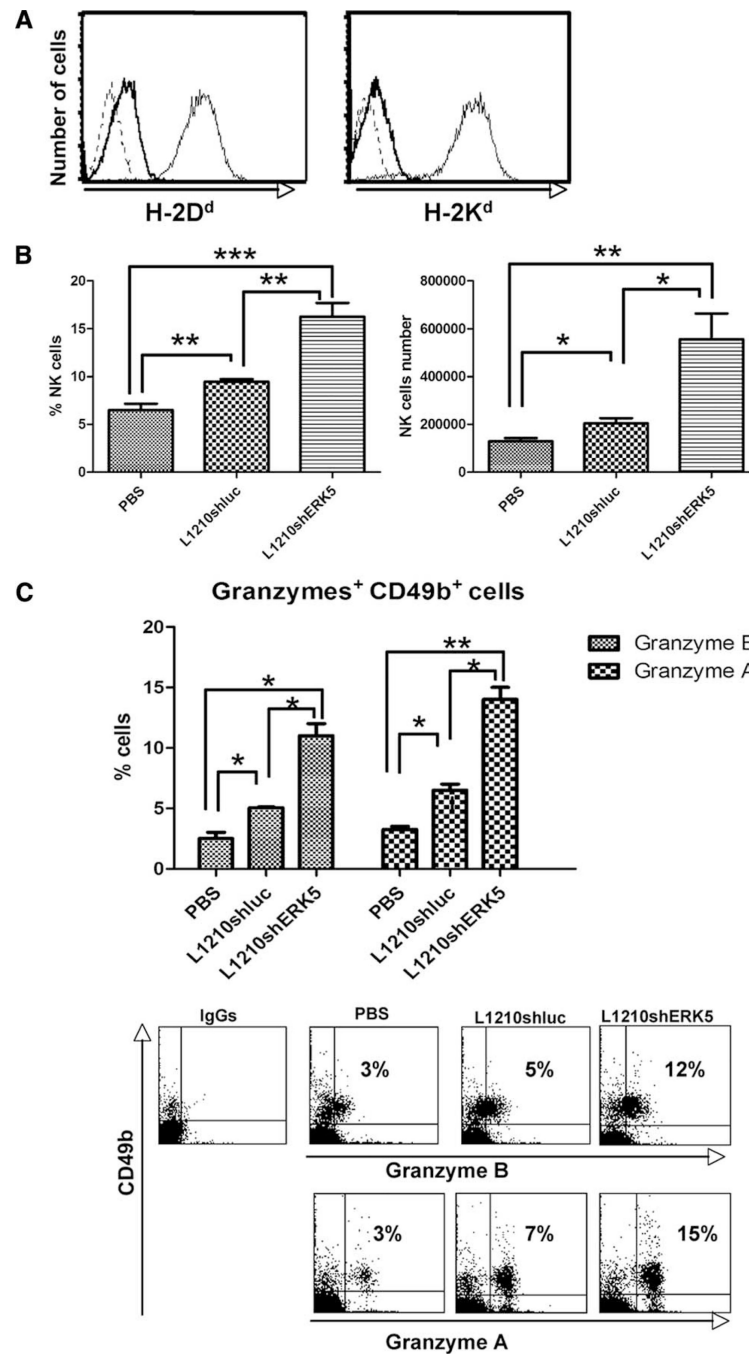 A
Number of cells
H-2Dᵈ
H-2Kᵈ
B
***
**
**
20
15
10
5
0
% NK cells
PBS
L1210shluc
L1210shERK5
**
*
*
800000
600000
400000
200000
0
NK cells number
PBS
L1210shluc
L1210shERK5
C
Granzymes⁺ CD49b⁺ cells
20
15
10
5
0
% cells
*
*
*
**
*
*
Granzyme B
Granzyme A
PBS
L1210shluc
L1210shERK5
PBS
L1210shluc
L1210shERK5
IgGs
PBS
L1210shluc
L1210shERK5
3%
5%
12%
CD49b
Granzyme B
3%
7%
15%
Granzyme A